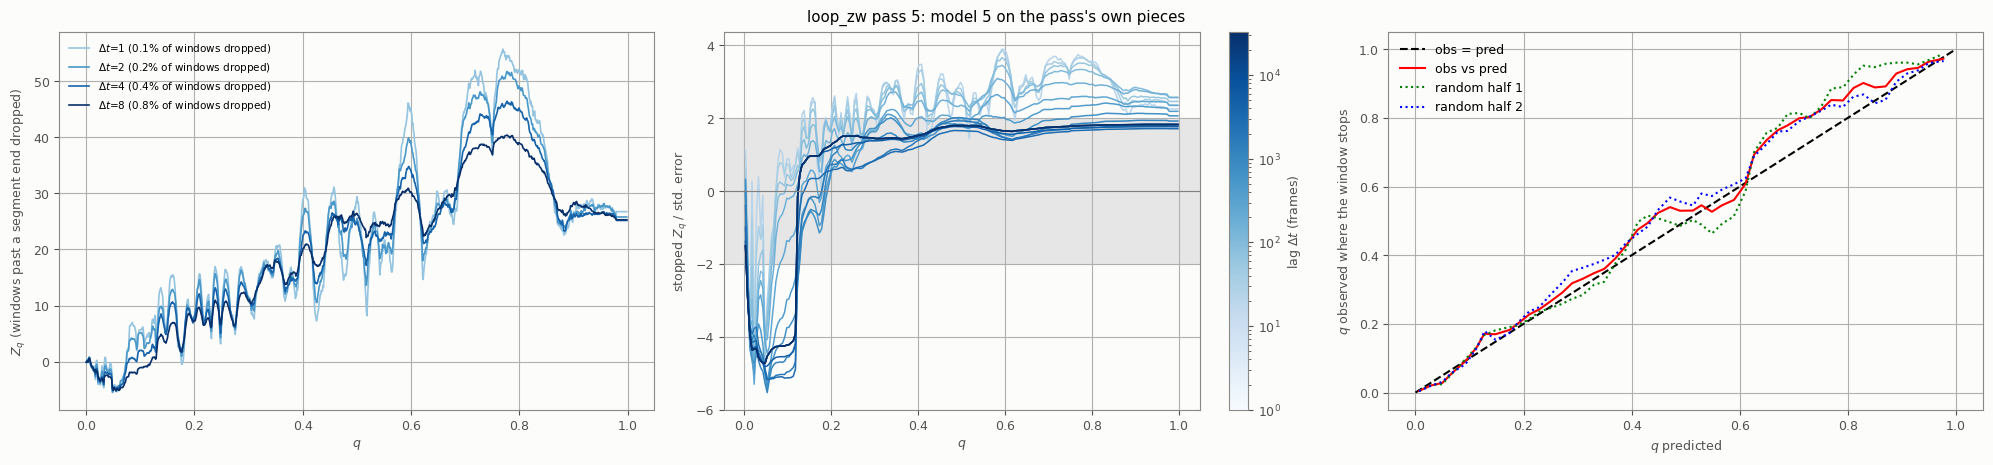 loop_zw pass 5: model 5 on the pass's own pieces
Z_q (windows past a segment end dropped)
Δt=1 (0.1% of windows dropped)
Δt=2 (0.2% of windows dropped)
Δt=4 (0.4% of windows dropped)
Δt=8 (0.8% of windows dropped)
50
40
30
20
10
0
0.0 0.2 0.4 0.6 0.8 1.0
q
stopped Z_q / std. error
4
2
0
−2
−4
−6
0.0 0.2 0.4 0.6 0.8 1.0
q
10^4
10^3
10^2
10^1
10^0
lag Δt (frames)
q observed where the window stops
obs = pred
obs vs pred
random half 1
random half 2
1.0
0.8
0.6
0.4
0.2
0.0
0.0 0.2 0.4 0.6 0.8 1.0
q predicted